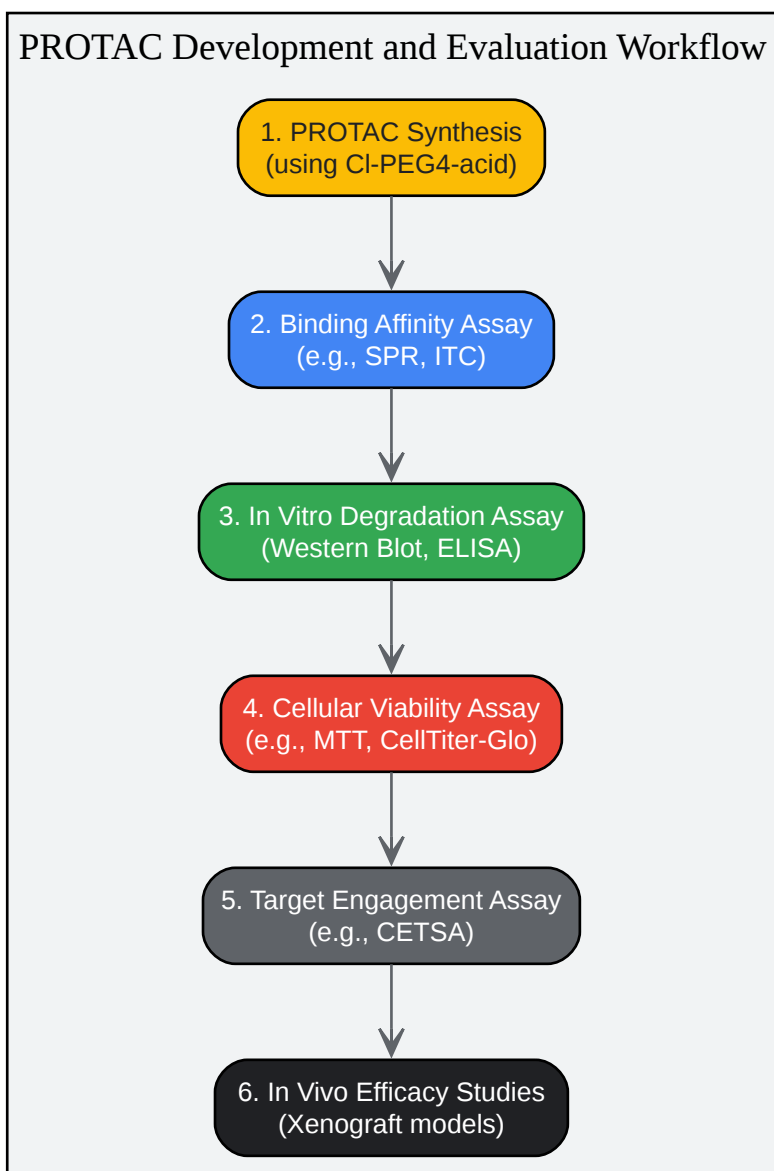 PROTAC Development and Evaluation Workflow
1. PROTAC Synthesis
(using Cl-PEG4-acid)
2. Binding Affinity Assay
(e.g., SPR, ITC)
3. In Vitro Degradation Assay
(Western Blot, ELISA)
4. Cellular Viability Assay
(e.g., MTT, CellTiter-Glo)
5. Target Engagement Assay
(e.g., CETSA)
6. In Vivo Efficacy Studies
(Xenograft models)